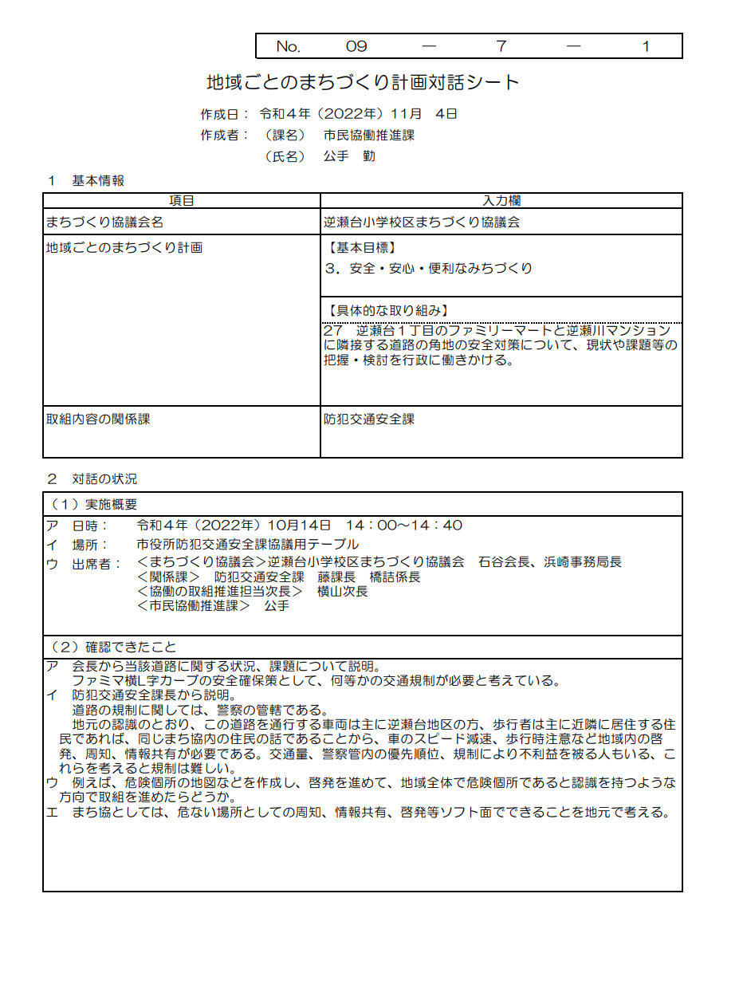 No. 09 ― 7 ― 1
地域ごとのまちづくり計画対話シート
作成日： 令和４年（2022年）11月　4日
作成者： （課名）　市民協働推進課
（氏名）　公手　勤
１　基本情報
項目　入力欄
まちづくり協議会名　逆瀬台小学校区まちづくり協議会
地域ごとのまちづくり計画　【基本目標】
３．安全・安心・便利なみちづくり
【具体的な取り組み】
27　逆瀬台１丁目のファミリーマートと逆瀬川マンション
に隣接する道路の角地の安全対策について、現状や課題等の
把握・検討を行政に働きかける。
取組内容の関係課　防犯交通安全課
２　対話の状況
（１）実施概要
ア　日時：　令和４年（2022年）10月14日　14：00～14：40
イ　場所：　市役所防犯交通安全課協議用テーブル
ウ　出席者：　＜まちづくり協議会＞逆瀬台小学校区まちづくり協議会　石谷会長、浜崎事務局長
＜関係課＞　防犯交通安全課　藤課長　橋詰係長
＜協働の取組推進担当次長＞　横山次長
＜市民協働推進課＞　公手
（２）確認できたこと
ア　会長から当該道路に関する状況、課題について説明。
ファミマ横L字カーブの安全確保策として、何等かの交通規制が必要と考えている。
イ　防犯交通安全課長から説明。
道路の規制に関しては、警察の管轄である。
地元の認識のとおり、この道路を通行する車両は主に逆瀬台地区の方、歩行者は主に近隣に居住する住
民であれば、同じまち協内の住民の話であることから、車のスピード減速、歩行時注意など地域内の啓
発、周知、情報共有が必要である。交通量、警察管内の優先順位、規制により不利益を被る人もいる、こ
れらを考えると規制は難しい。
ウ　例えば、危険個所の地図などを作成し、啓発を進めて、地域全体で危険個所であると認識を持つような
方向で取組を進めたらどうか。
エ　まち協としては、危ない場所としての周知、情報共有、啓発等ソフト面でできることを地元で考える。